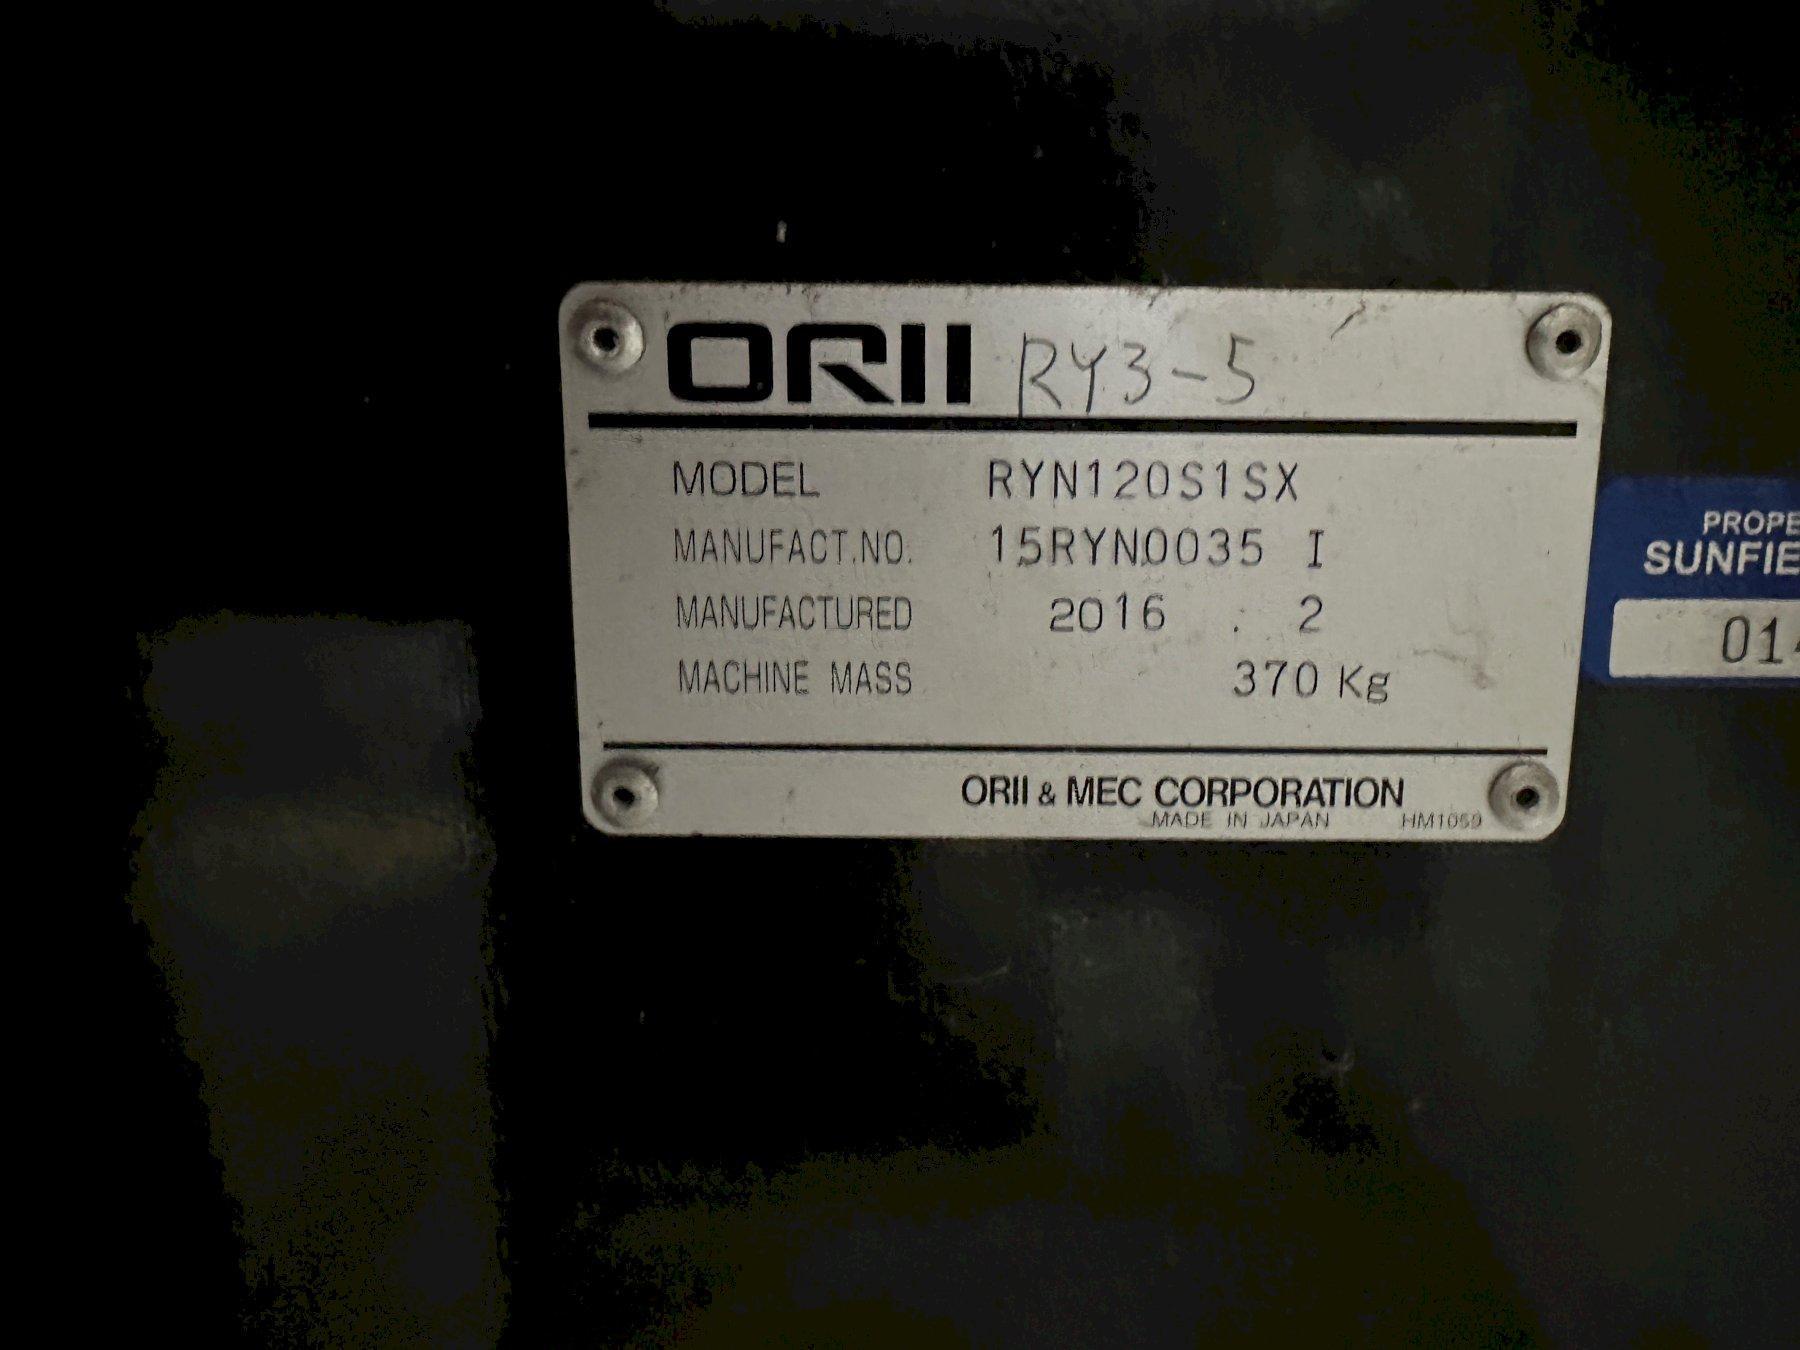 ORII RY3-5
MODEL RYN120S1SX
MANUFACT.NO. 15RYN0035 I
MANUFACTURED 2016 . 2
MACHINE MASS 370 Kg
ORII & MEC CORPORATION
MADE IN JAPAN HM1059
PROPE
SUNFIE
014